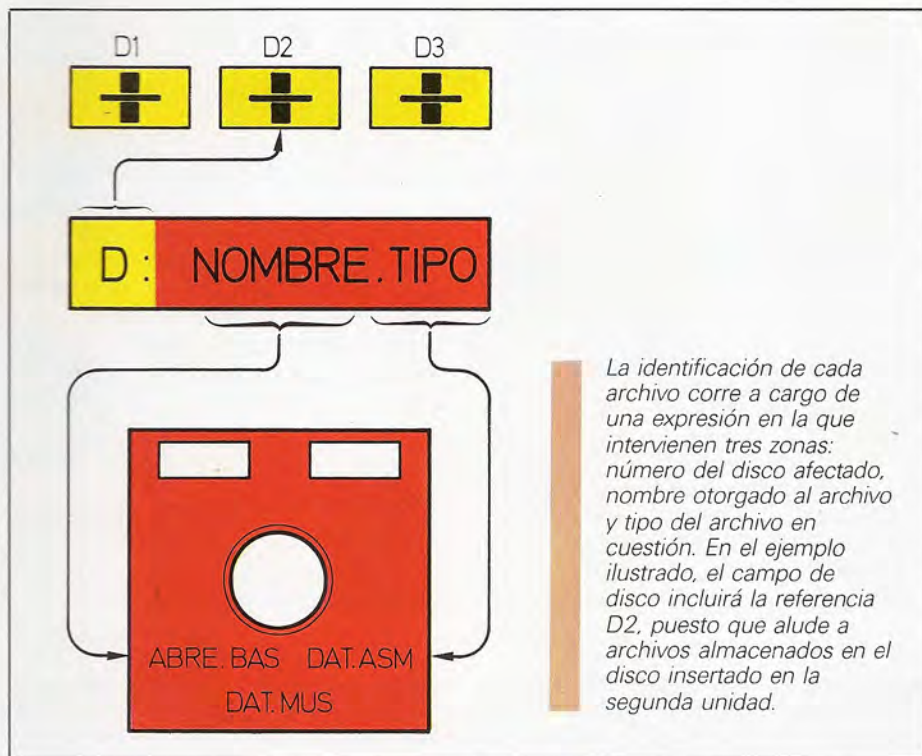 D1 D2 D3
D: NOMBRE.TIPO
ABRE.BAS DAT.ASM
DAT.MUS
La identificación de cada
archivo corre a cargo de
una expresión en la que
intervienen tres zonas:
número del disco afectado,
nombre otorgado al archivo
y tipo del archivo en
cuestión. En el ejemplo
ilustrado, el campo de
disco incluirá la referencia
D2, puesto que alude a
archivos almacenados en el
disco insertado en la
segunda unidad.